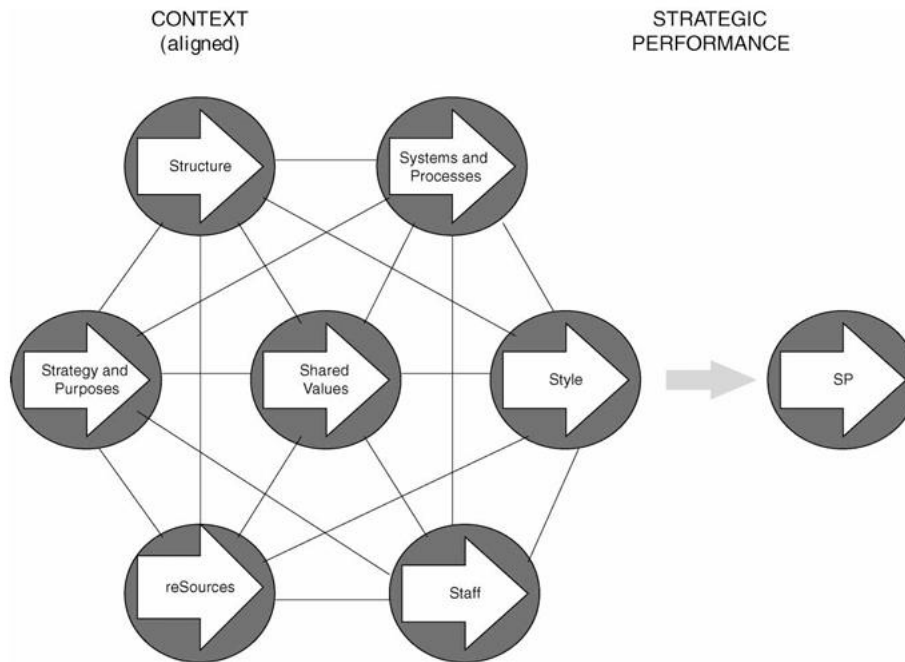 CONTEXT
(aligned)
STRATEGIC
PERFORMANCE
Structure
Systems and
Processes
Strategy and
Purposes
Shared
Values
Style
SP
reSources
Staff